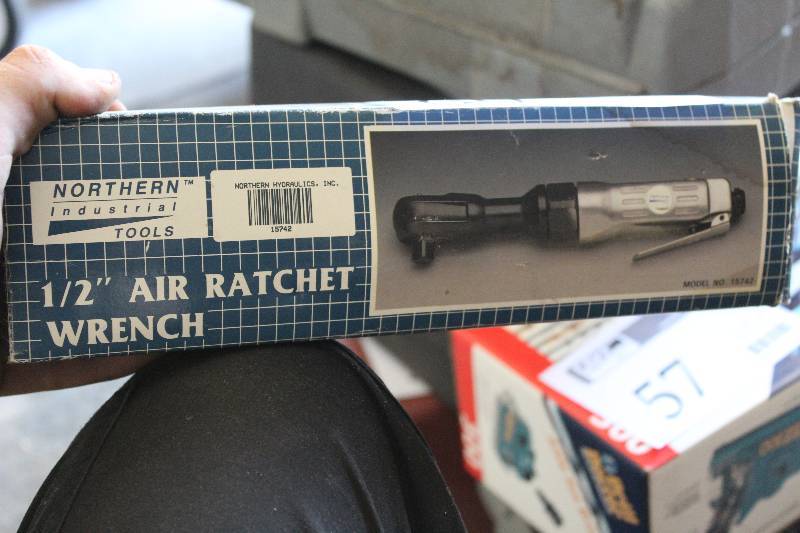 NORTHERN™
Industrial
TOOLS
NORTHERN HYDRAULICS, INC.
15742
1/2" AIR RATCHET
WRENCH
MODEL NO. 15742
57